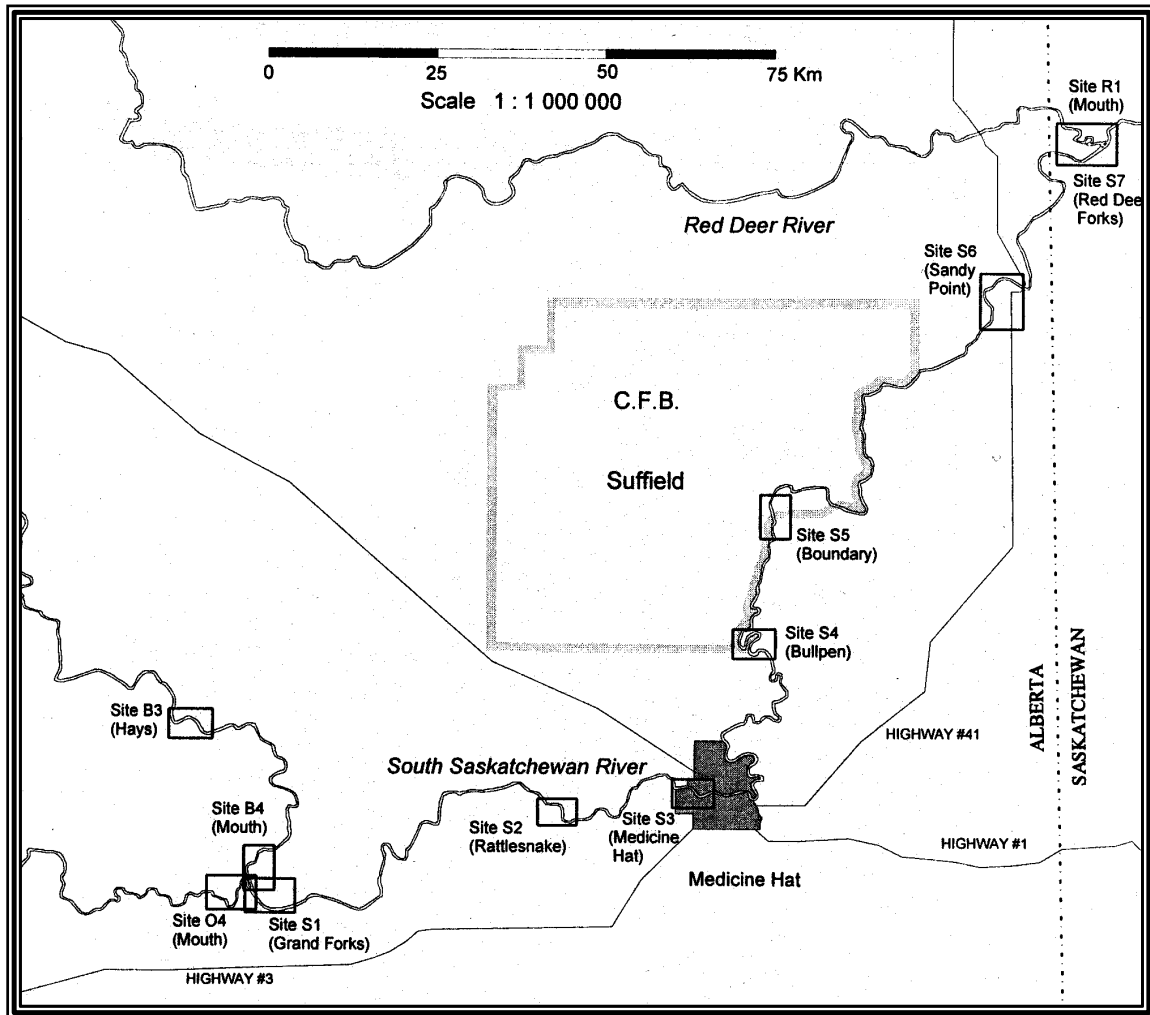 0
25
50
75 Km
Scale 1 : 1 000 000
Site R1
(Mouth)
Red Deer River
Site S7
(Red Dee
Forks)
Site S6
(Sandy
Point)
C.F.B.
Suffield
Site S5
(Boundary)
Site S4
(Bullpen)
ALBERTA
SASKATCHEWAN
Site B3
(Hays)
HIGHWAY #41
South Saskatchewan River
Site B4
(Mouth)
Site S2
(Rattlesnake)
Site S3
(Medicine
Hat)
HIGHWAY #1
Medicine Hat
Site O4
(Mouth)
Site S1
(Grand Forks)
HIGHWAY #3